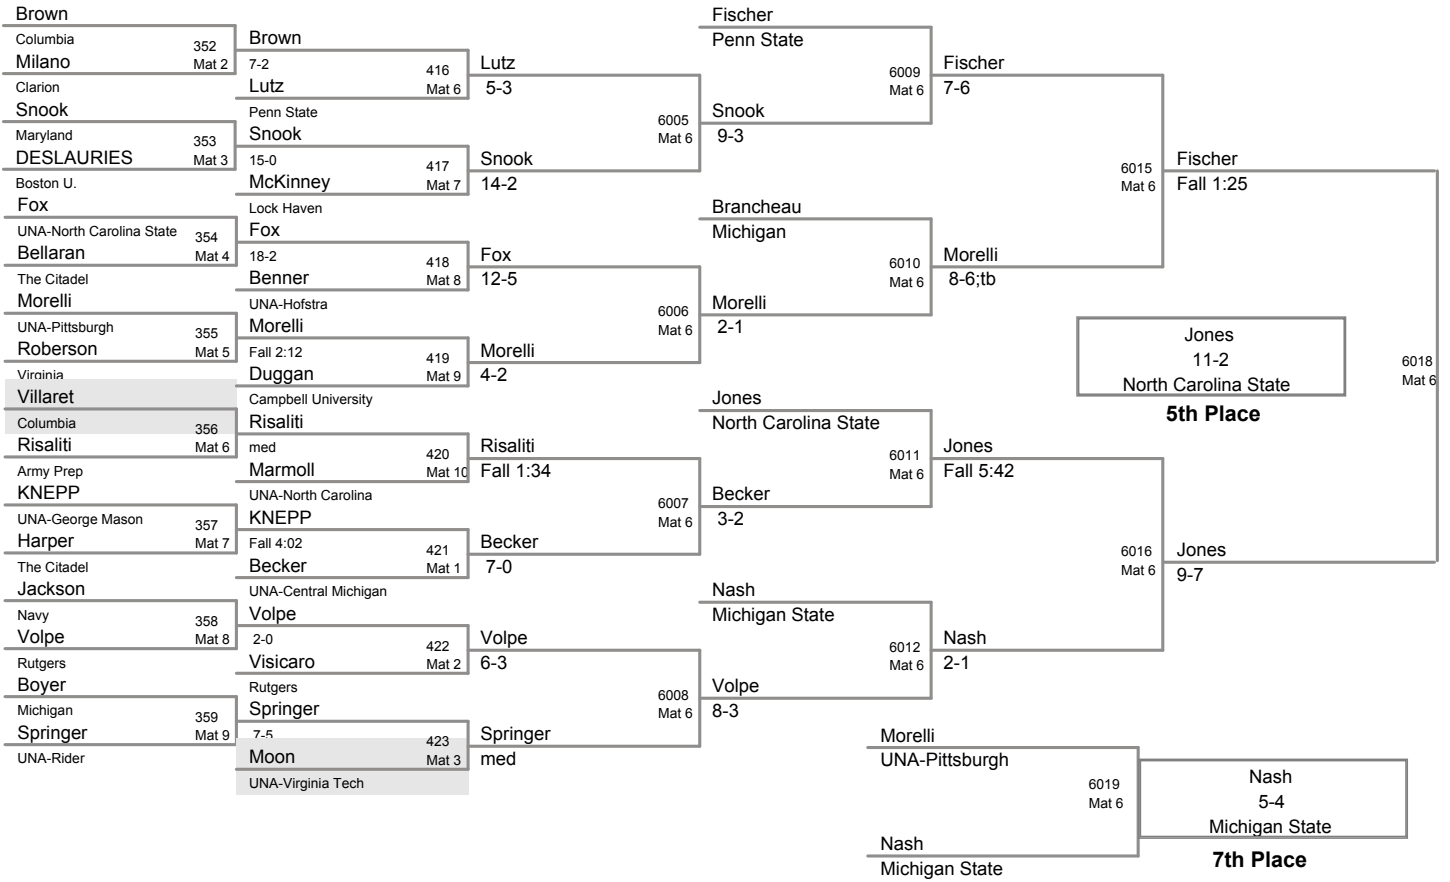 Brown
Columbia
352
Milano
Mat 2
Clarion
Snook
Maryland
353
DESLAURIES
Mat 3
Boston U.
Fox
UNA-North Carolina State
354
Bellaran
Mat 4
The Citadel
Morelli
UNA-Pittsburgh
355
Roberson
Mat 5
Virginia
Villaret
Columbia
356
Risaliti
Mat 6
Army Prep
KNEPP
UNA-George Mason
357
Harper
Mat 7
The Citadel
Jackson
Navy
358
Volpe
Mat 8
Rutgers
Boyer
Michigan
359
Springer
Mat 9
UNA-Rider
Brown
7-2
416
Lutz
Mat 6
Penn State
Snook
15-0
417
McKinney
Mat 7
Lock Haven
Fox
18-2
418
Benner
Mat 8
UNA-Hofstra
Morelli
Fall 2:12
419
Duggan
Mat 9
Campbell University
Risaliti
med
420
Marmoll
Mat 10
UNA-North Carolina
KNEPP
Fall 4:02
421
Becker
Mat 1
UNA-Central Michigan
Volpe
2-0
422
Visicaro
Mat 2
Rutgers
Springer
7-5
423
Moon
Mat 3
UNA-Virginia Tech
Lutz
5-3
6005
Mat 6
Snook
14-2
Fox
12-5
6006
Mat 6
Morelli
4-2
Risaliti
Fall 1:34
6007
Mat 6
Becker
7-0
Volpe
6-3
6008
Mat 6
Springer
med
Fischer
Penn State
6009
Mat 6
Snook
9-3
Brancheau
Michigan
6010
Mat 6
Morelli
2-1
Jones
North Carolina State
6011
Mat 6
Becker
3-2
Nash
Michigan State
6012
Mat 6
Volpe
8-3
Fischer
7-6
6015
Mat 6
Morelli
8-6;tb
Jones
Fall 5:42
6016
Mat 6
Nash
2-1
Fischer
Fall 1:25
6018
Mat 6
Jones
9-7
Jones
11-2
North Carolina State
5th Place
Morelli
UNA-Pittsburgh
6019
Mat 6
Nash
Michigan State
Nash
5-4
Michigan State
7th Place